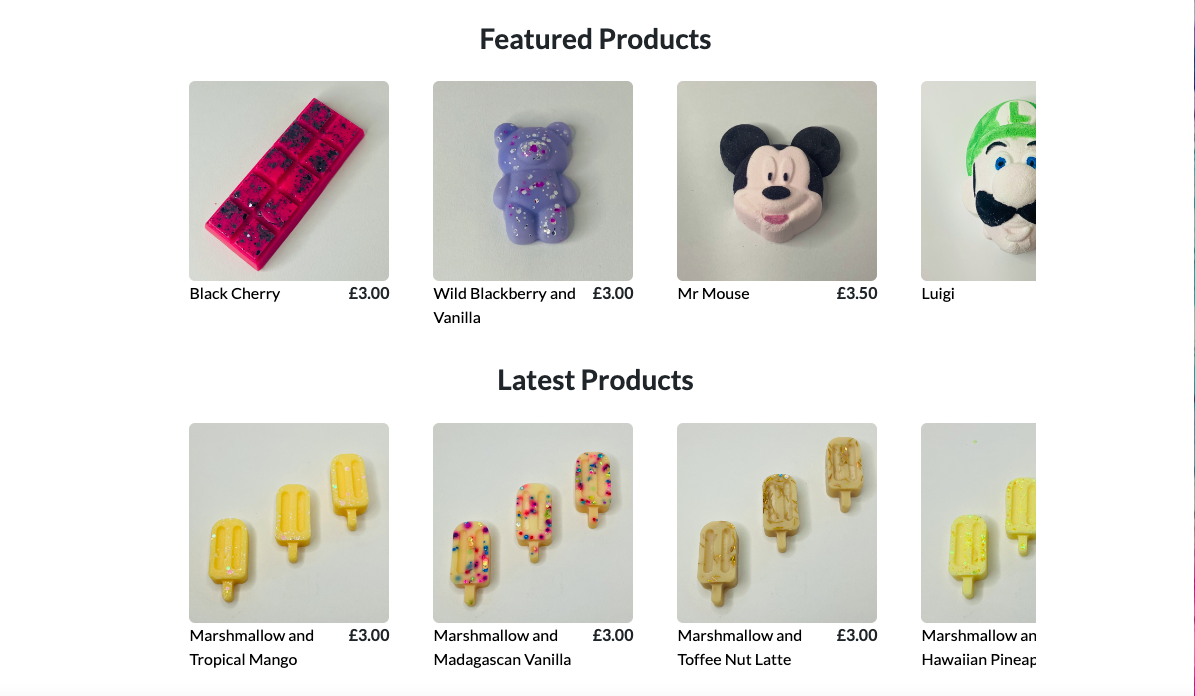 Featured Products
Black Cherry £3.00
Wild Blackberry and £3.00
Vanilla
Mr Mouse £3.50
Luigi
Latest Products
Marshmallow and £3.00
Tropical Mango
Marshmallow and £3.00
Madagascan Vanilla
Marshmallow and £3.00
Toffee Nut Latte
Marshmallow an
Hawaiian Pineap